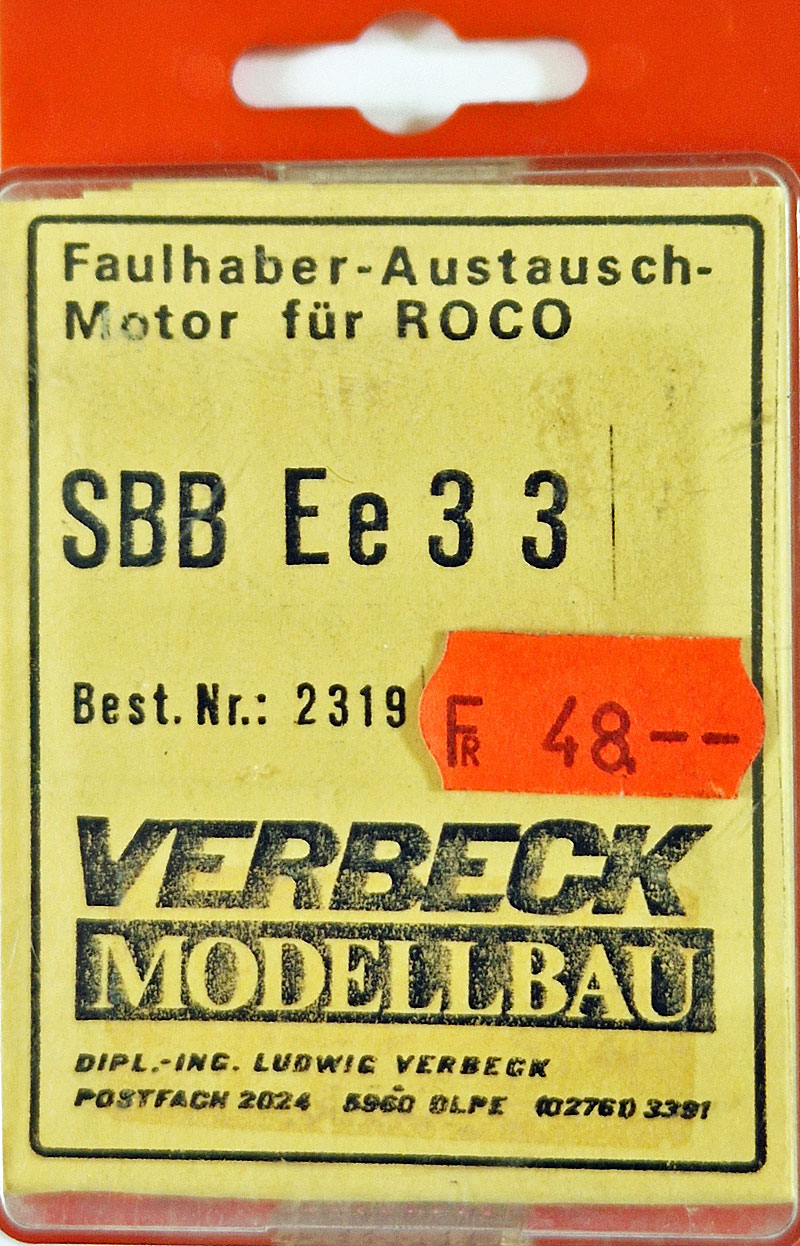 Faulhaber-Austausch-
Motor für ROCO
SBB Ee 3 3
Best. Nr.: 2319
FR 48.--
VERBECK
MODELLBAU
DIPL.-ING. LUDWIG VERBECK
POSTFACH 2024 5960 OLPE (02761) 3391